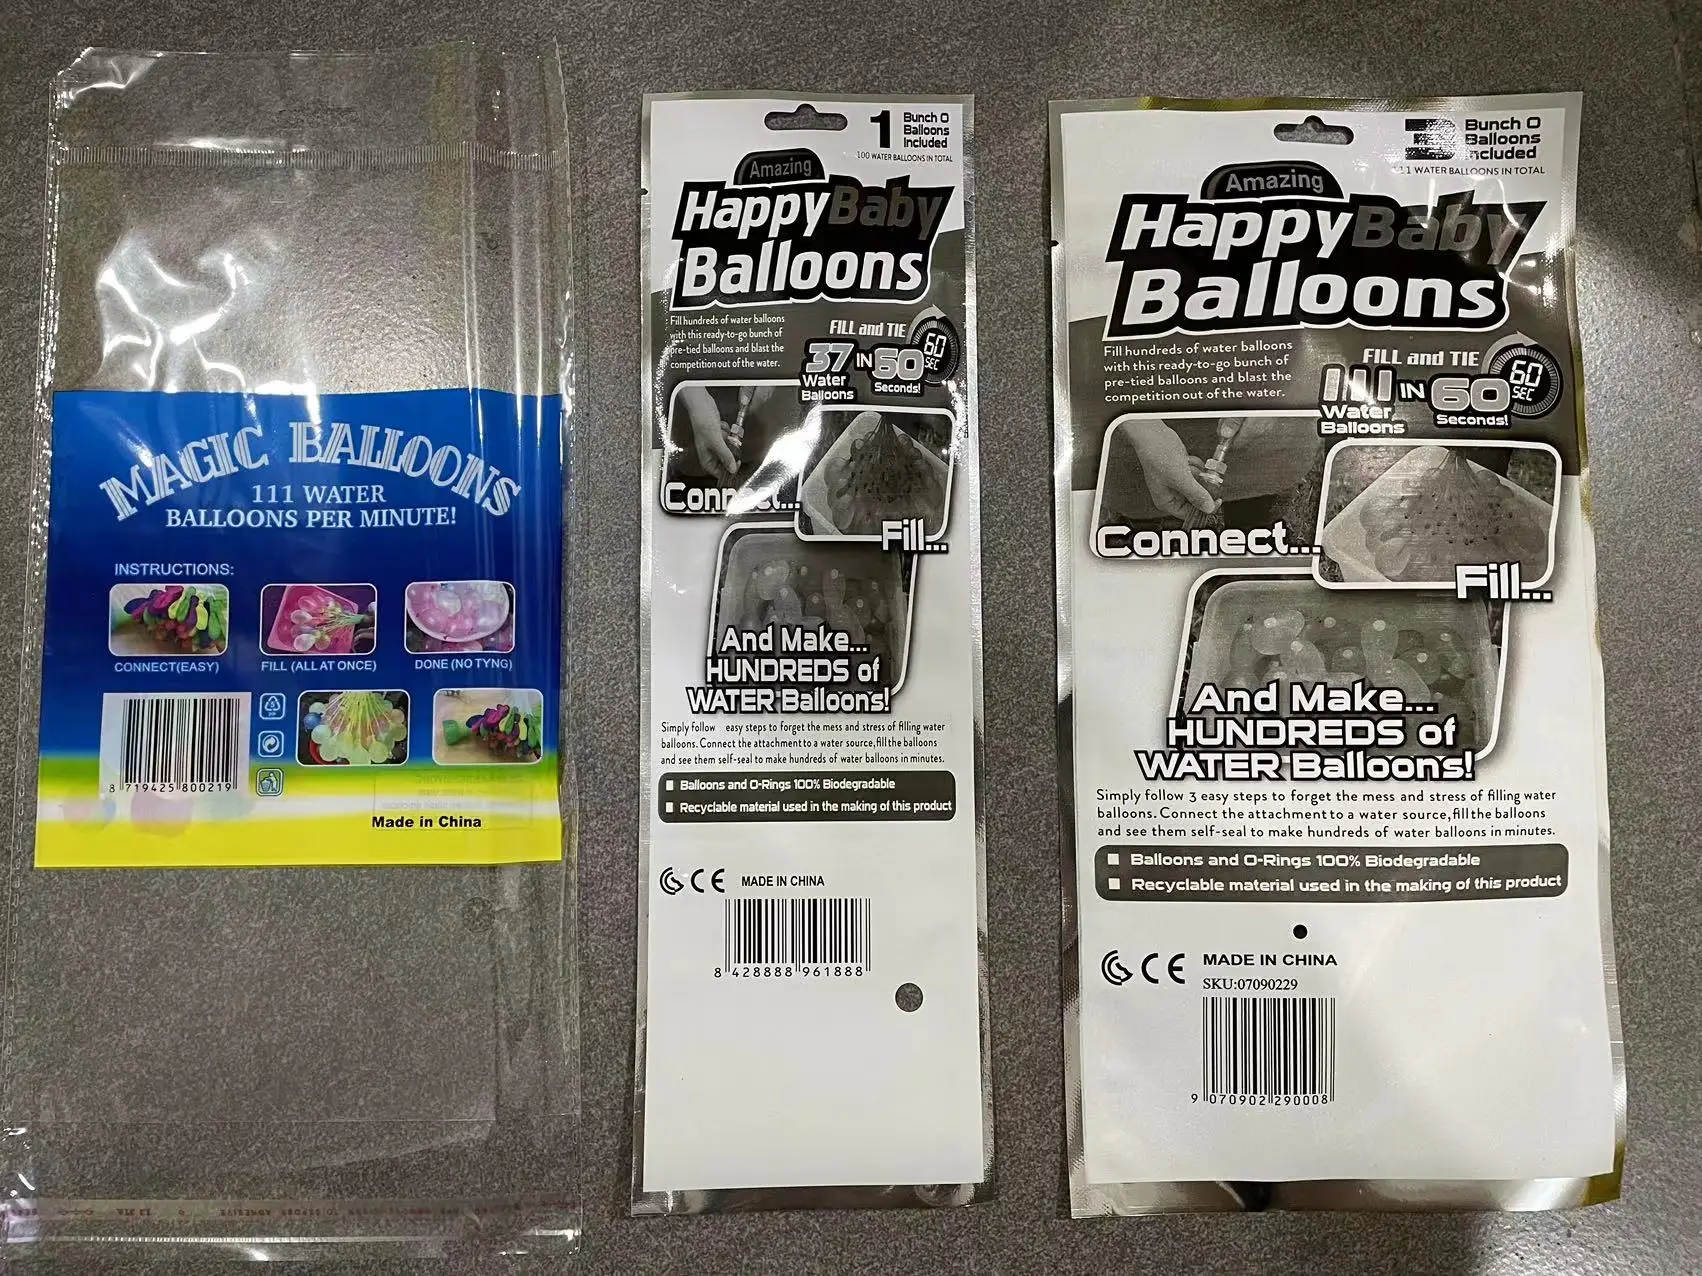 MAGIC BALLOONS
111 WATER
BALLOONS PER MINUTE!
INSTRUCTIONS:
CONNECT(EASY)
FILL (ALL AT ONCE)
DONE (NO TYNG)
8 719425 800219
Made in China
1 Bunch O
Balloons
Included
100 WATER BALLOONS IN TOTAL
Amazing
HappyBaby
Balloons
Fill hundreds of water balloons
with this ready-to-go bunch of
pre-tied balloons and blast the
competition out of the water.
FILL and TIE
37 IN 60
60
SEC
Water
Balloons
Seconds!
Connect...
Fill...
And Make...
HUNDREDS of
WATER Balloons!
Simply follow easy steps to forget the mess and stress of filling water
balloons. Connect the attachment to a water source,fill the balloons
and see them self-seal to make hundreds of water balloons in minutes.
Balloons and O-Rings 100% Biodegradable
Recyclable material used in the making of this product
CE MADE IN CHINA
8 428888 961888
3 Bunch O
Balloons
Included
WATER BALLOONS IN TOTAL
Amazing
HappyBaby
Balloons
Fill hundreds of water balloons
with this ready-to-go bunch of
pre-tied balloons and blast the
competition out of the water.
FILL and TIE
111 IN 60
60
SEC
Water
Balloons
Seconds!
Connect...
Fill...
And Make...
HUNDREDS of
WATER Balloons!
Simply follow 3 easy steps to forget the mess and stress of filling water
balloons. Connect the attachment to a water source,fill the balloons
and see them self-seal to make hundreds of water balloons in minutes.
Balloons and O-Rings 100% Biodegradable
Recyclable material used in the making of this product
CE MADE IN CHINA
SKU:07090229
9 070902 290008